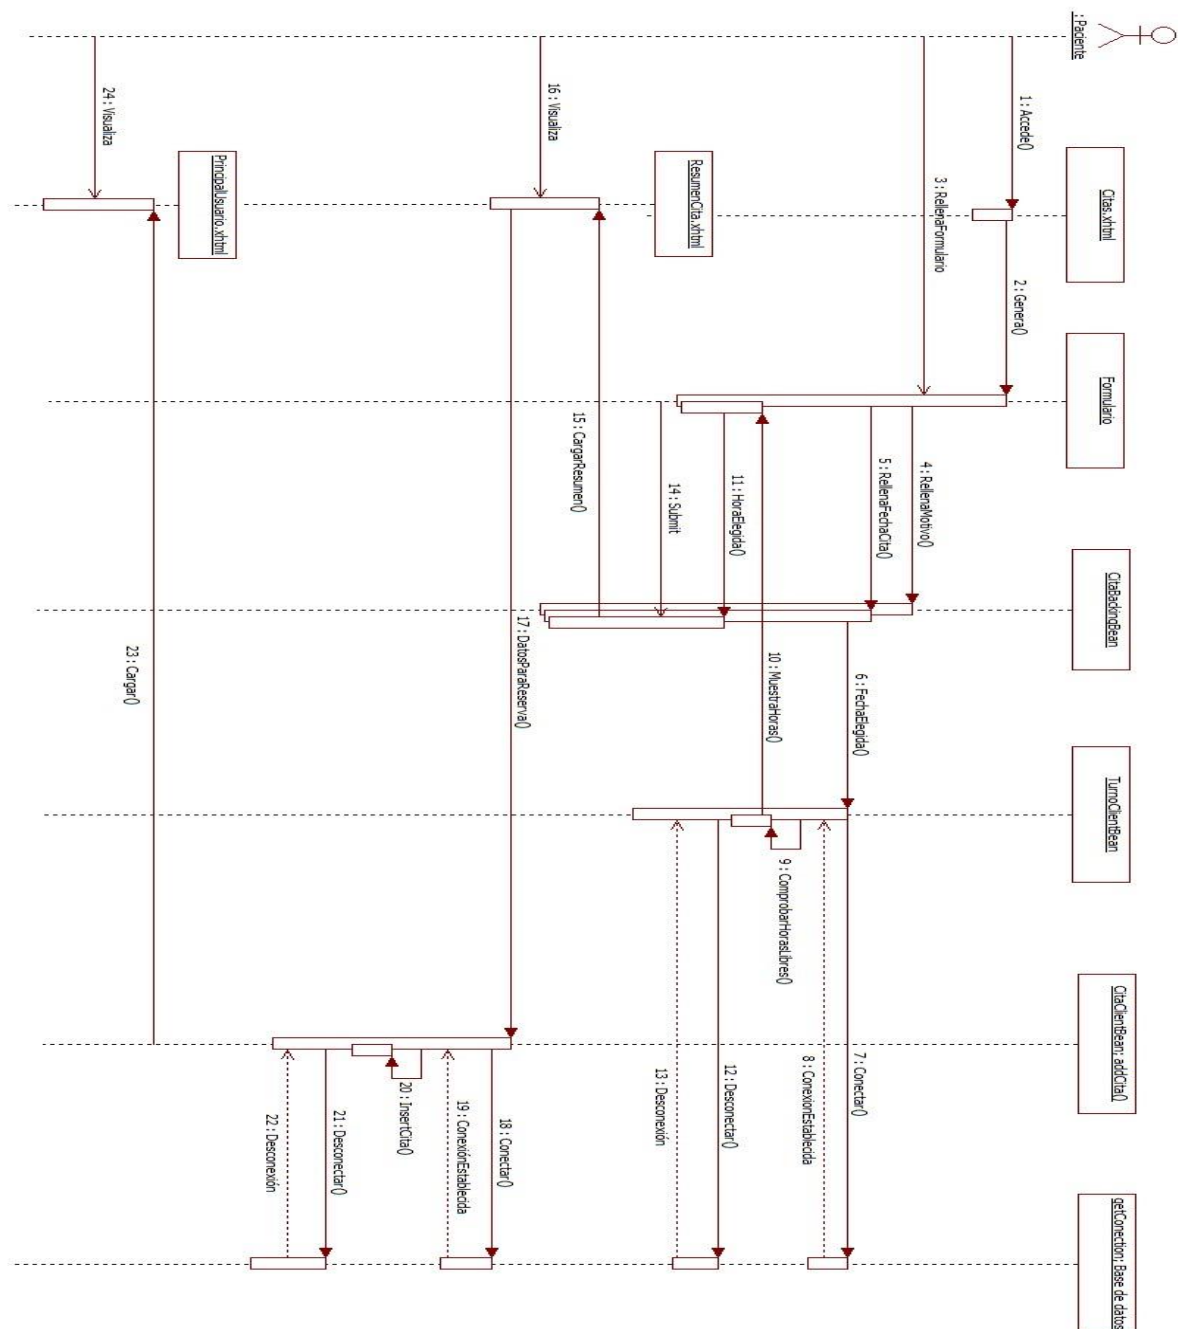 : Paciente
Citas.xhtml
Formulario
CitaBackingBean
TurnoClientBean
CitaClientBean; addCita()
getConection; Base de datos
1 : Accede()
2 : Genera()
3 : RellenaFormulario
4 : RellenaMotivo()
5 : RellenaFechaCita()
6 : FechaElegida()
7 : Conectar()
8 : ConexionEstablecida
9 : ComprobarHorasLibres()
10 : MuestraHoras()
11 : HoraElegida()
12 : Desconectar()
13 : Desconexión
14 : Submit
ResumenCita.xhtml
15 : CargarResumen()
16 : Visualiza
17 : DatosParaReserva()
18 : Conectar()
19 : ConexiónEstablecida
20 : InsertCita()
21 : Desconectar()
22 : Desconexión
PrincipalUsuario.xhtml
23 : Cargar()
24 : Visualiza